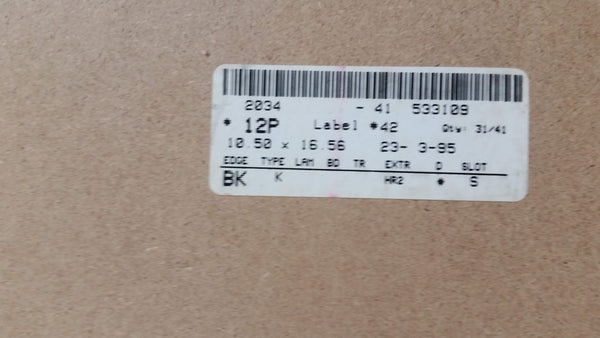 2034 - 41 533109
* 12P Label #42 Qty: 31/41
10.50 x 16.56 23- 3-95
EDGE TYPE LAM BD TR EXTR D SLOT
BK K HR2 * S